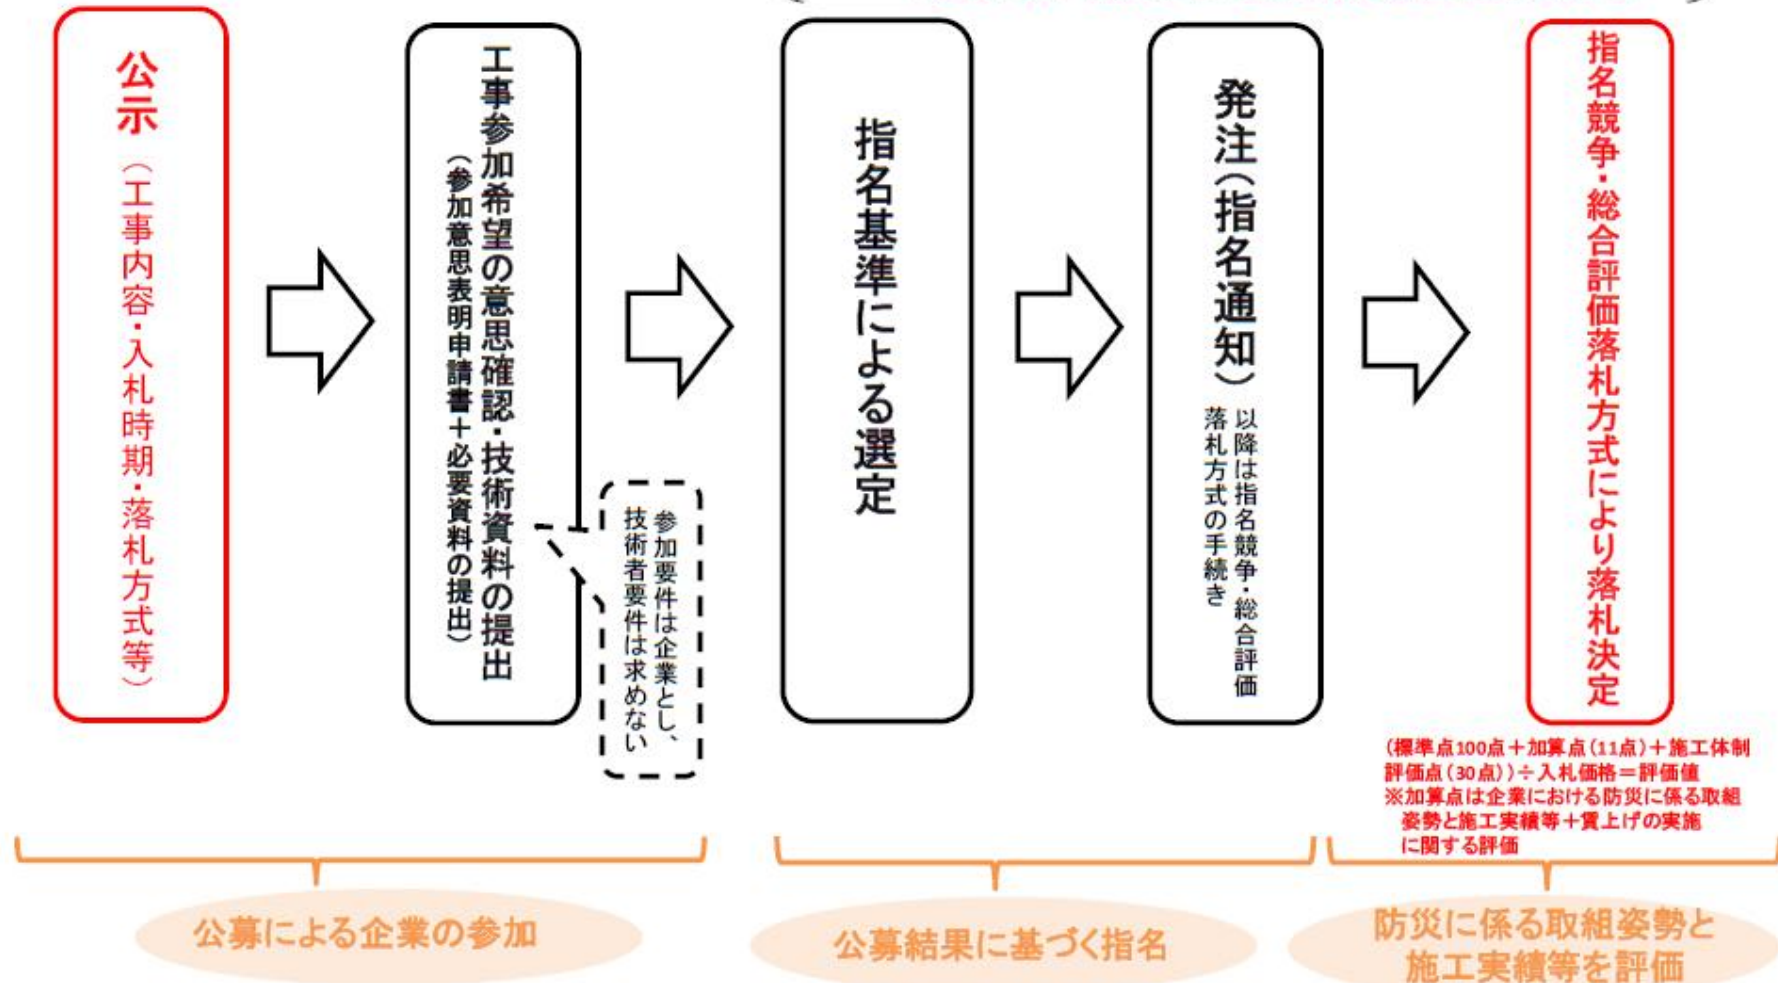 公示（工事内容・入札時期・落札方式等）
工事参加希望の意思確認・技術資料の提出
（参加意思表明申請書＋必要資料の提出）
参加要件は企業とし、
技術者要件は求めない
指名基準による選定
発注（指名通知）
以降は指名競争・総合評価
落札方式の手続き
指名競争・総合評価落札方式により落札決定
(標準点100点＋加算点(11点)＋施工体制
評価点(30点))÷入札価格＝評価値
※加算点は企業における防災に係る取組
姿勢と施工実績等＋賃上げの実施
に関する評価
公募による企業の参加
公募結果に基づく指名
防災に係る取組姿勢と
施工実績等を評価